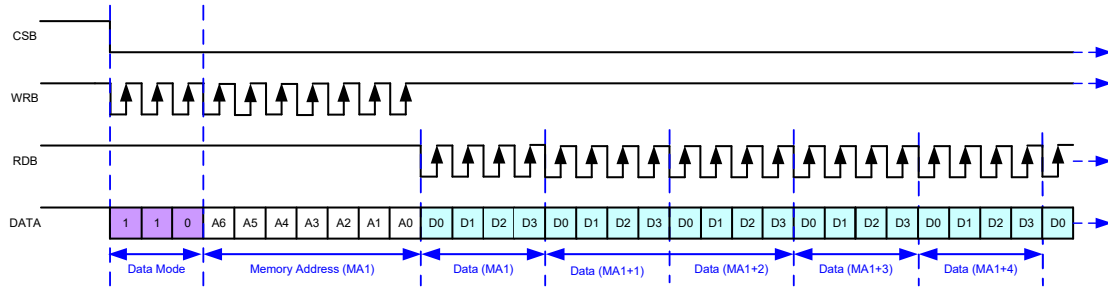 CSB
WRB
RDB
DATA 1 1 0 A6 A5 A4 A3 A2 A1 A0 D0 D1 D2 D3 D0 D1 D2 D3 D0 D1 D2 D3 D0 D1 D2 D3 D0 D1 D2 D3 D0
Data Mode Memory Address (MA1) Data (MA1) Data (MA1+1) Data (MA1+2) Data (MA1+3) Data (MA1+4)